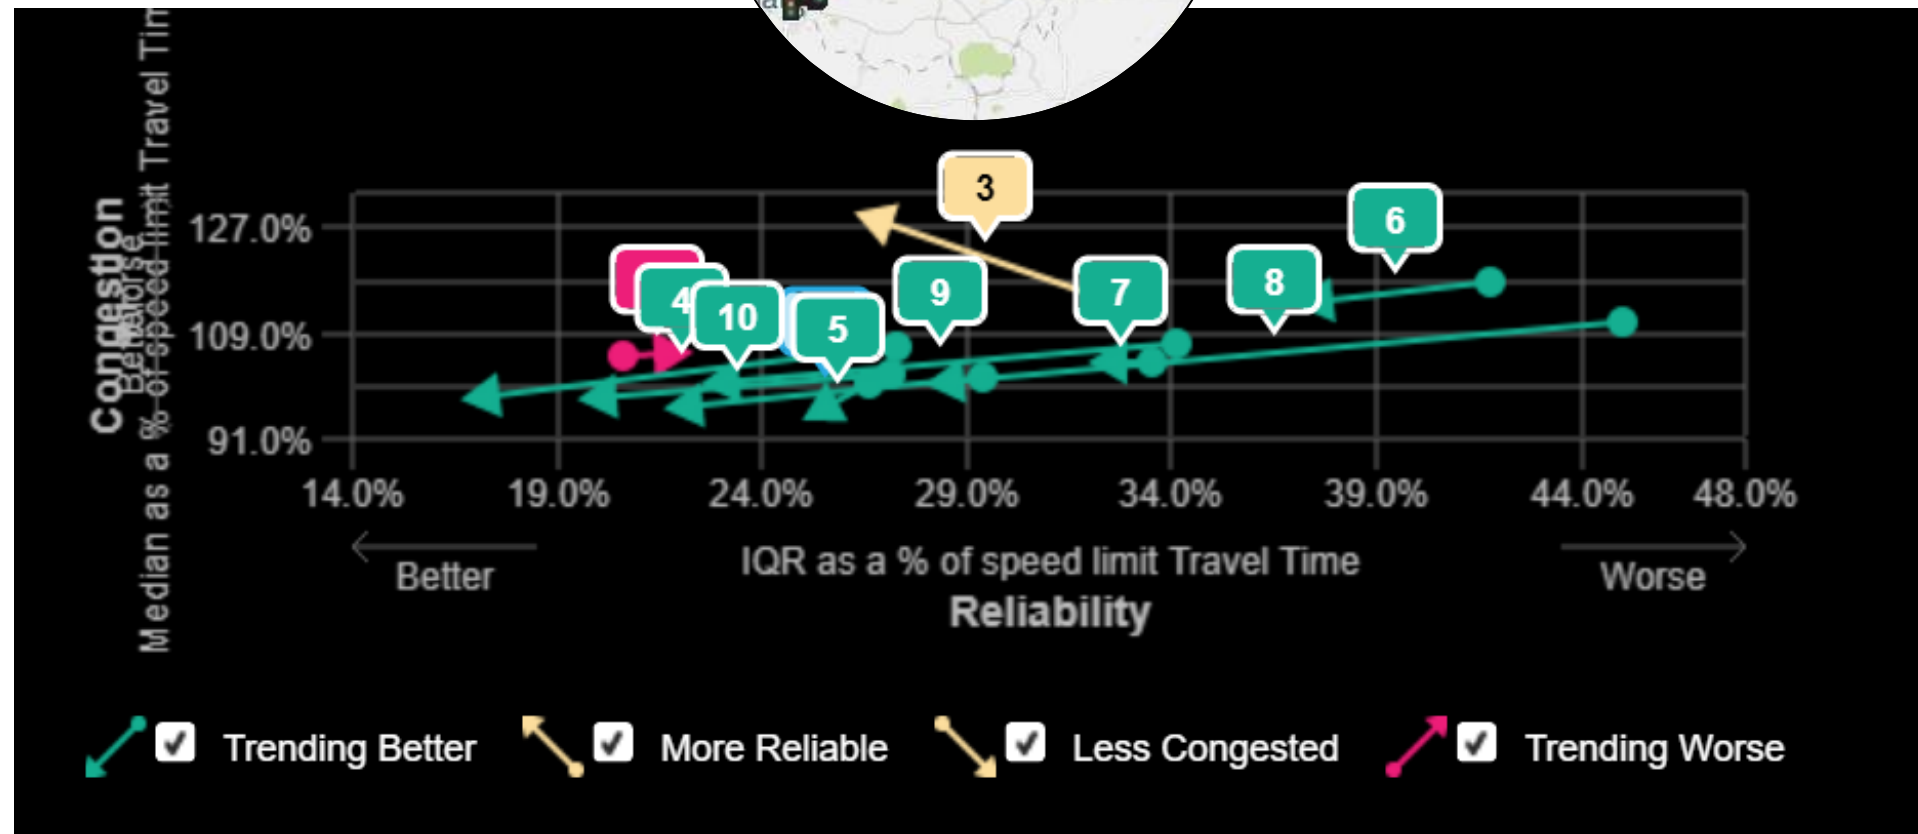 3
6
127.0%
8
9
7
4
10
5
109.0%
91.0%
Congestion
Median as a % of speed limit Travel Tim
14.0% 19.0% 24.0% 29.0% 34.0% 39.0% 44.0% 48.0%
Better
IQR as a % of speed limit Travel Time
Worse
Reliability
Trending Better
More Reliable
Less Congested
Trending Worse